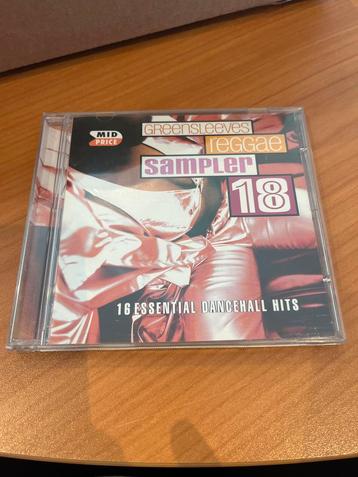 MID
PRICE
GREENSLEEVES
reggae
sampler
18
16 ESSENTIAL DANCEHALL HITS